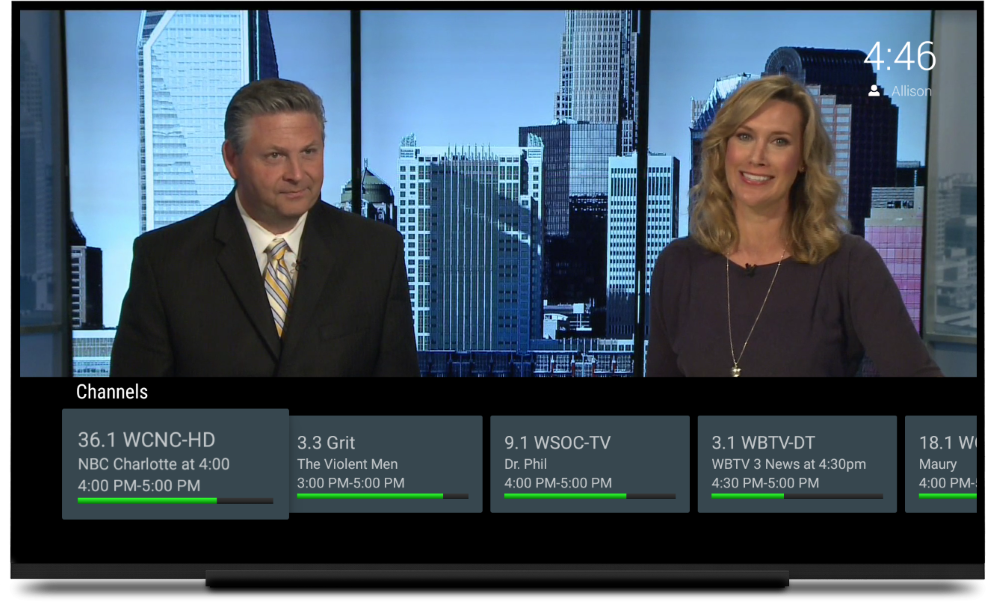 4:46
Allison
Channels
36.1 WCNC-HD
NBC Charlotte at 4:00
4:00 PM-5:00 PM
3.3 Grit
The Violent Men
3:00 PM-5:00 PM
9.1 WSOC-TV
Dr. Phil
4:00 PM-5:00 PM
3.1 WBTV-DT
WBTV 3 News at 4:30pm
4:30 PM-5:00 PM
18.1
Maury
4:00 PM-